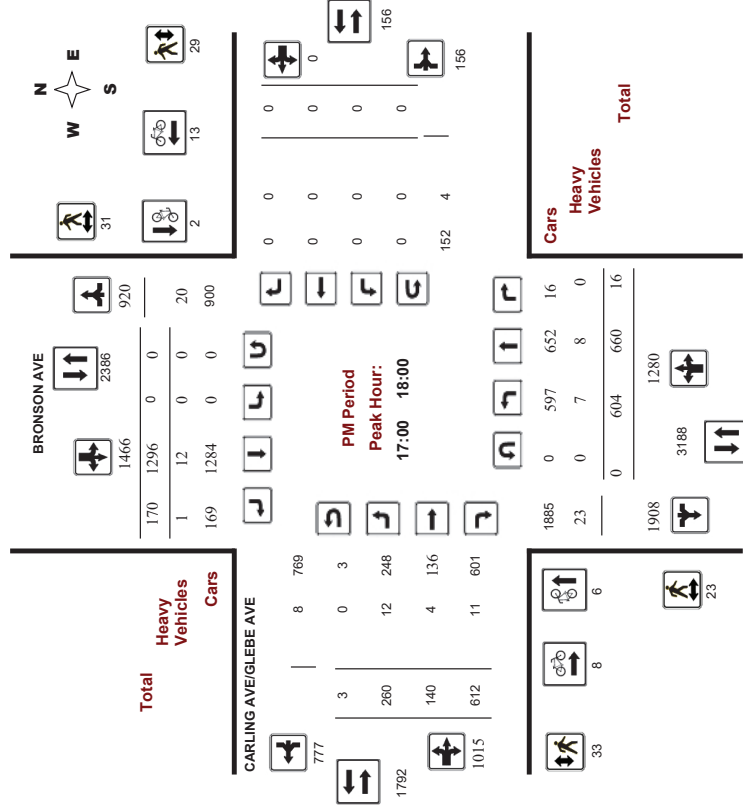 N
W E
S
31
2
13
29
BRONSON AVE
1466
2386
920
170 1296 0 0
1 12 0 0 20
169 1284 0 0 900
Total
Heavy
Vehicles
Cars
CARLING AVE/GLEBE AVE
777
8 769
3 0 3
260 12 248
140 4 136
612 11 601
1792
1015
PM Period
Peak Hour:
17:00 18:00
0 0 0
0 0 0
0 0 0
0 0 0
152 4
0
156
156
1885 0 597 652 16 Cars
23 0 7 8 0 Heavy
Vehicles
0 604 660 16 Total
1908
3188
1280
33
8
6
23